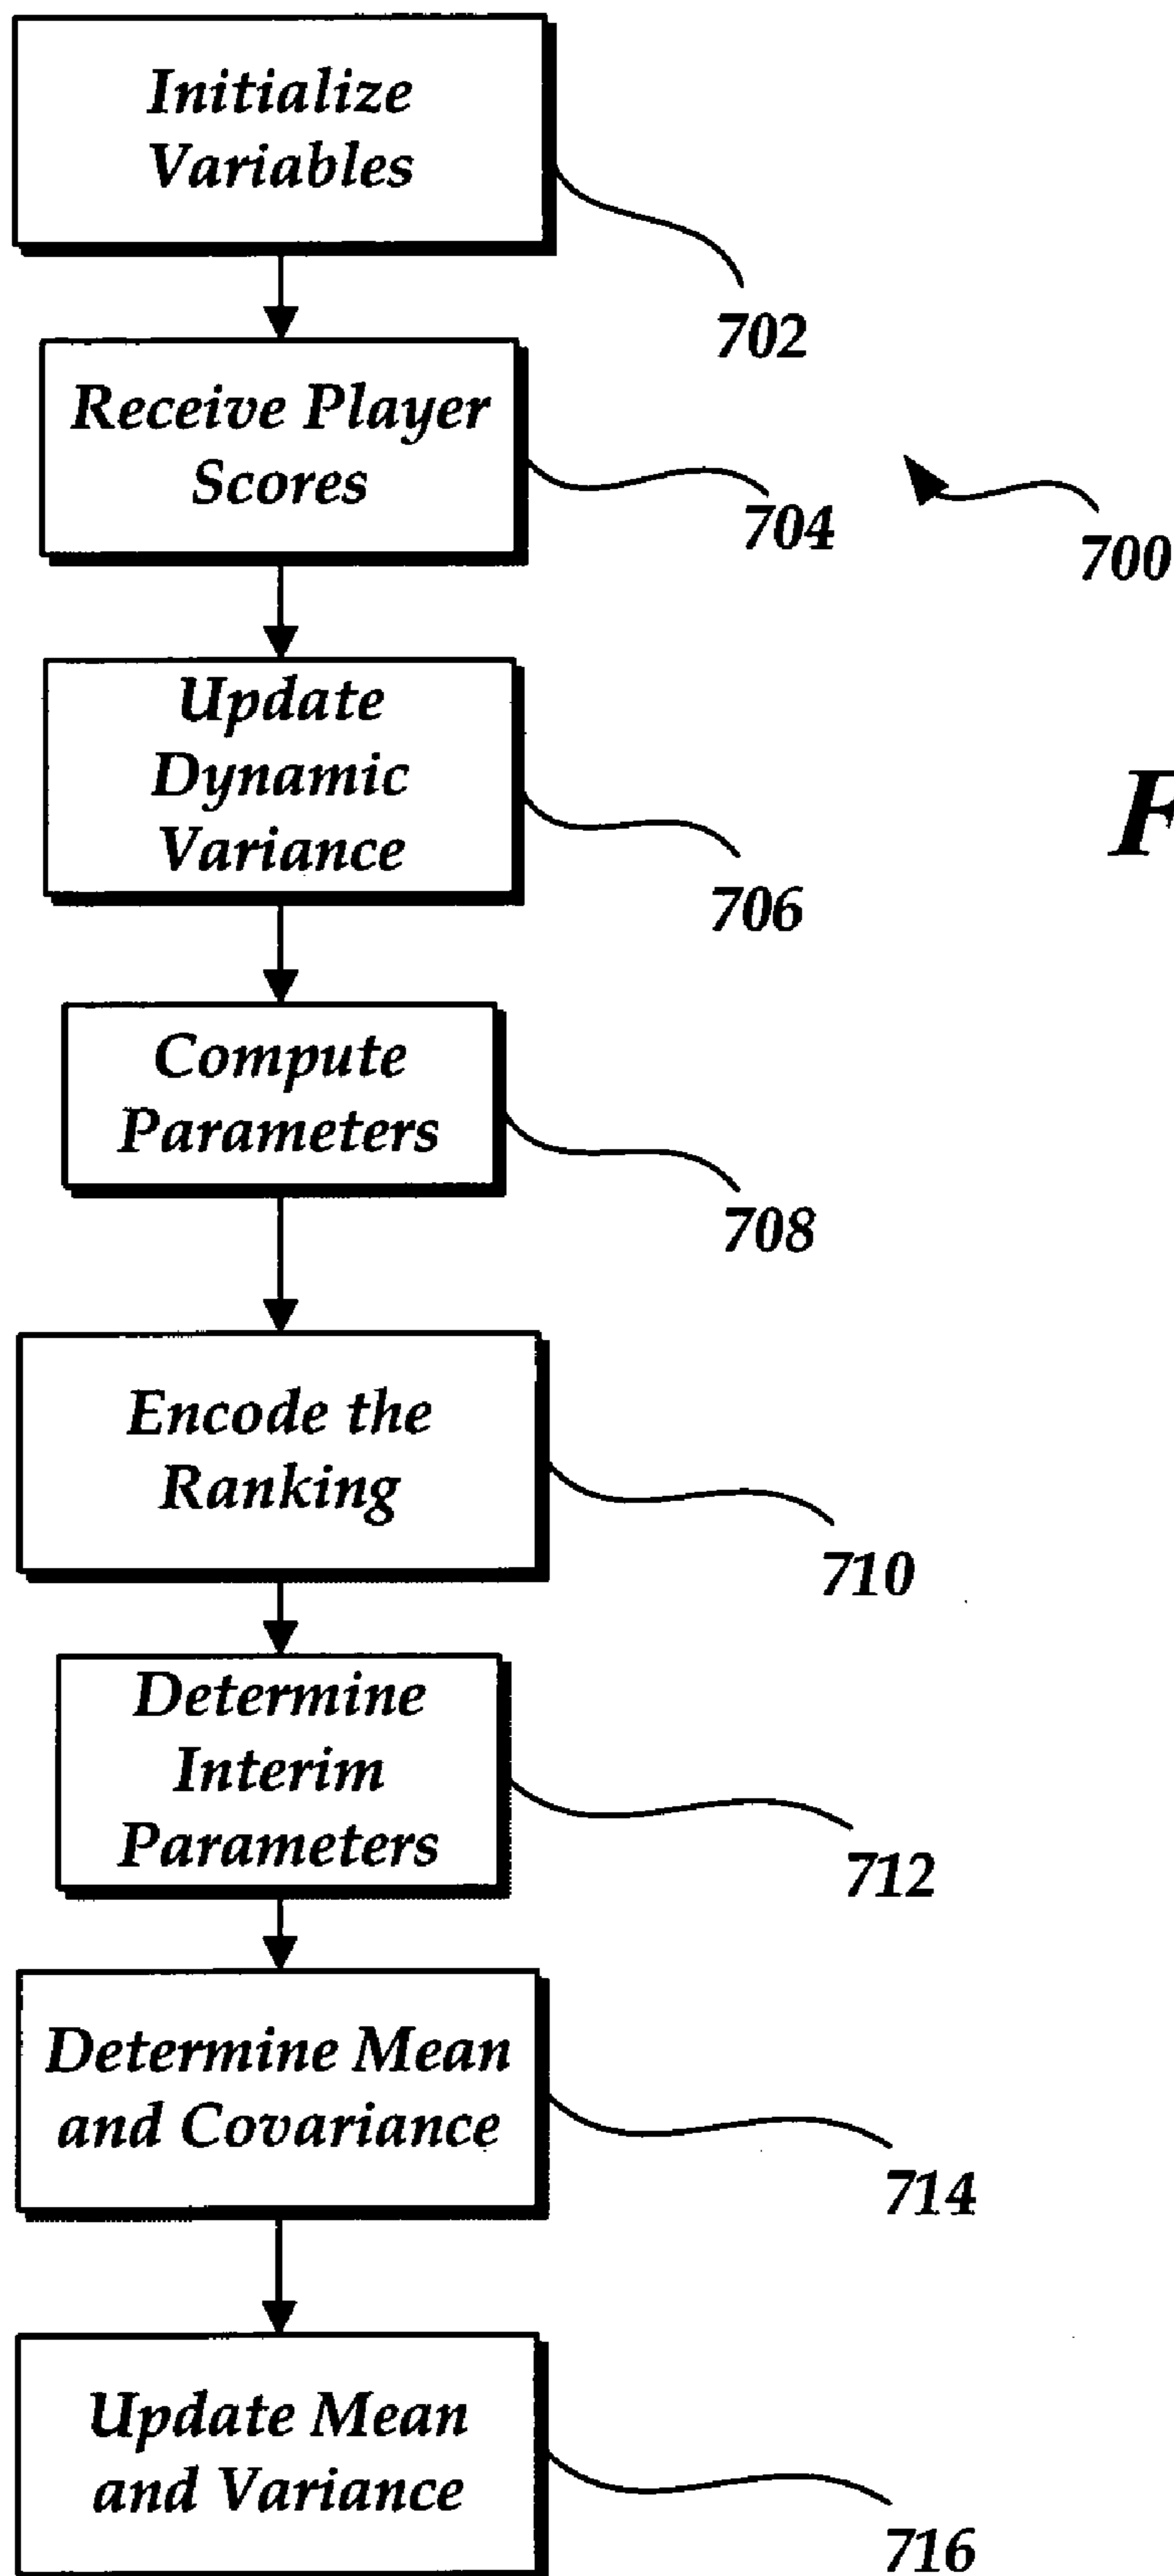 Initialize
Variables
702
Receive Player
Scores
704
700
Update
Dynamic
Variance
F
706
Compute
Parameters
708
Encode the
Ranking
710
Determine
Interim
Parameters
712
Determine Mean
and Covariance
714
Update Mean
and Variance
716